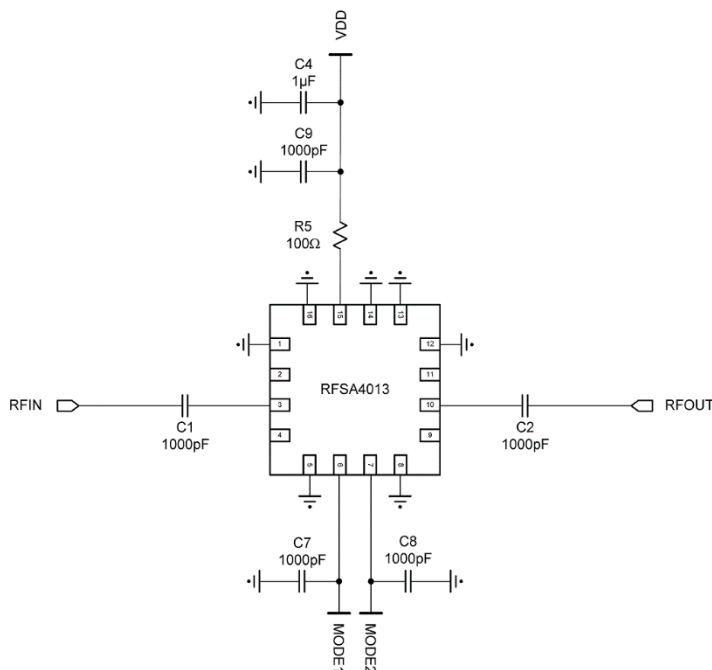 VDD
C4
1µF
C9
1000pF
R5
100Ω
16
15
14
13
1
12
2
11
RFSA4013
RFIN
3
10
RFOUT
C1
1000pF
C2
1000pF
4
9
5
6
7
8
C7
1000pF
C8
1000pF
MODE1
MODE2